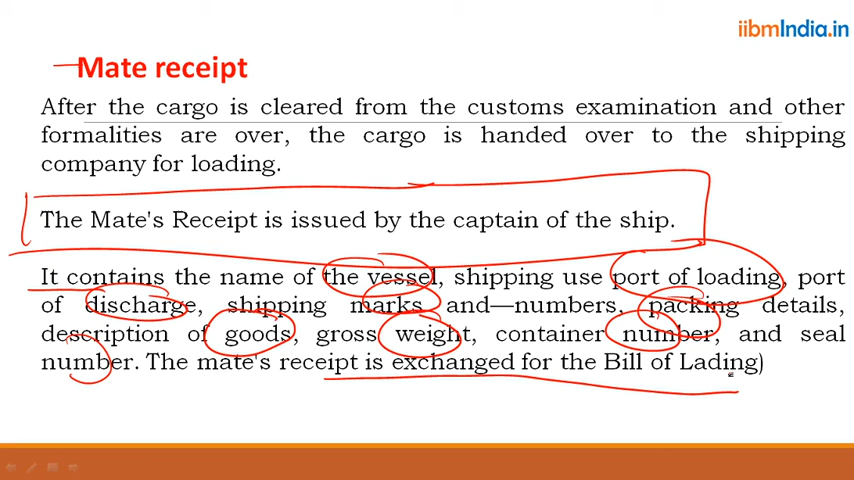 iibmIndia.in
Mate receipt
After the cargo is cleared from the customs examination and other
formalities are over, the cargo is handed over to the shipping
company for loading.
The Mate's Receipt is issued by the captain of the ship.
It contains the name of the vessel, shipping use port of loading, port
of discharge, shipping marks and—numbers, packing details,
description of goods, gross weight, container number, and seal
number. The mate's receipt is exchanged for the Bill of Lading)